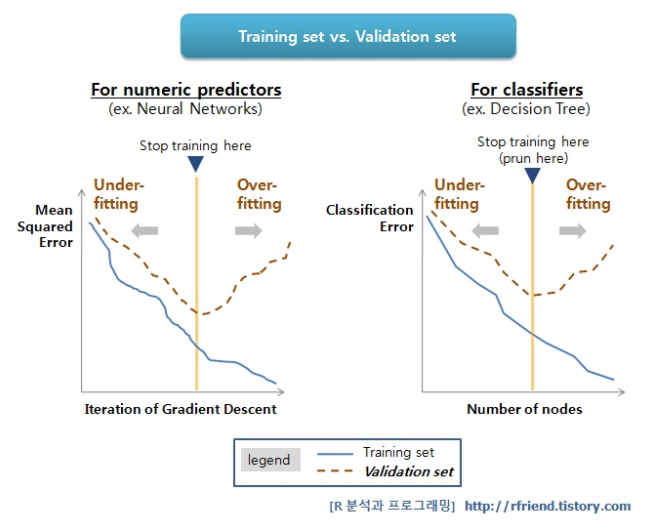 Training set vs. Validation set
For numeric predictors
(ex. Neural Networks)
Stop training here
Under-
fitting
Over-
fitting
Mean
Squared
Error
Iteration of Gradient Descent
For classifiers
(ex. Decision Tree)
Stop training here
(prun here)
Under-
fitting
Over-
fitting
Classification
Error
Number of nodes
legend
Training set
Validation set
[R 분석과 프로그래밍] http://rfriend.tistory.com